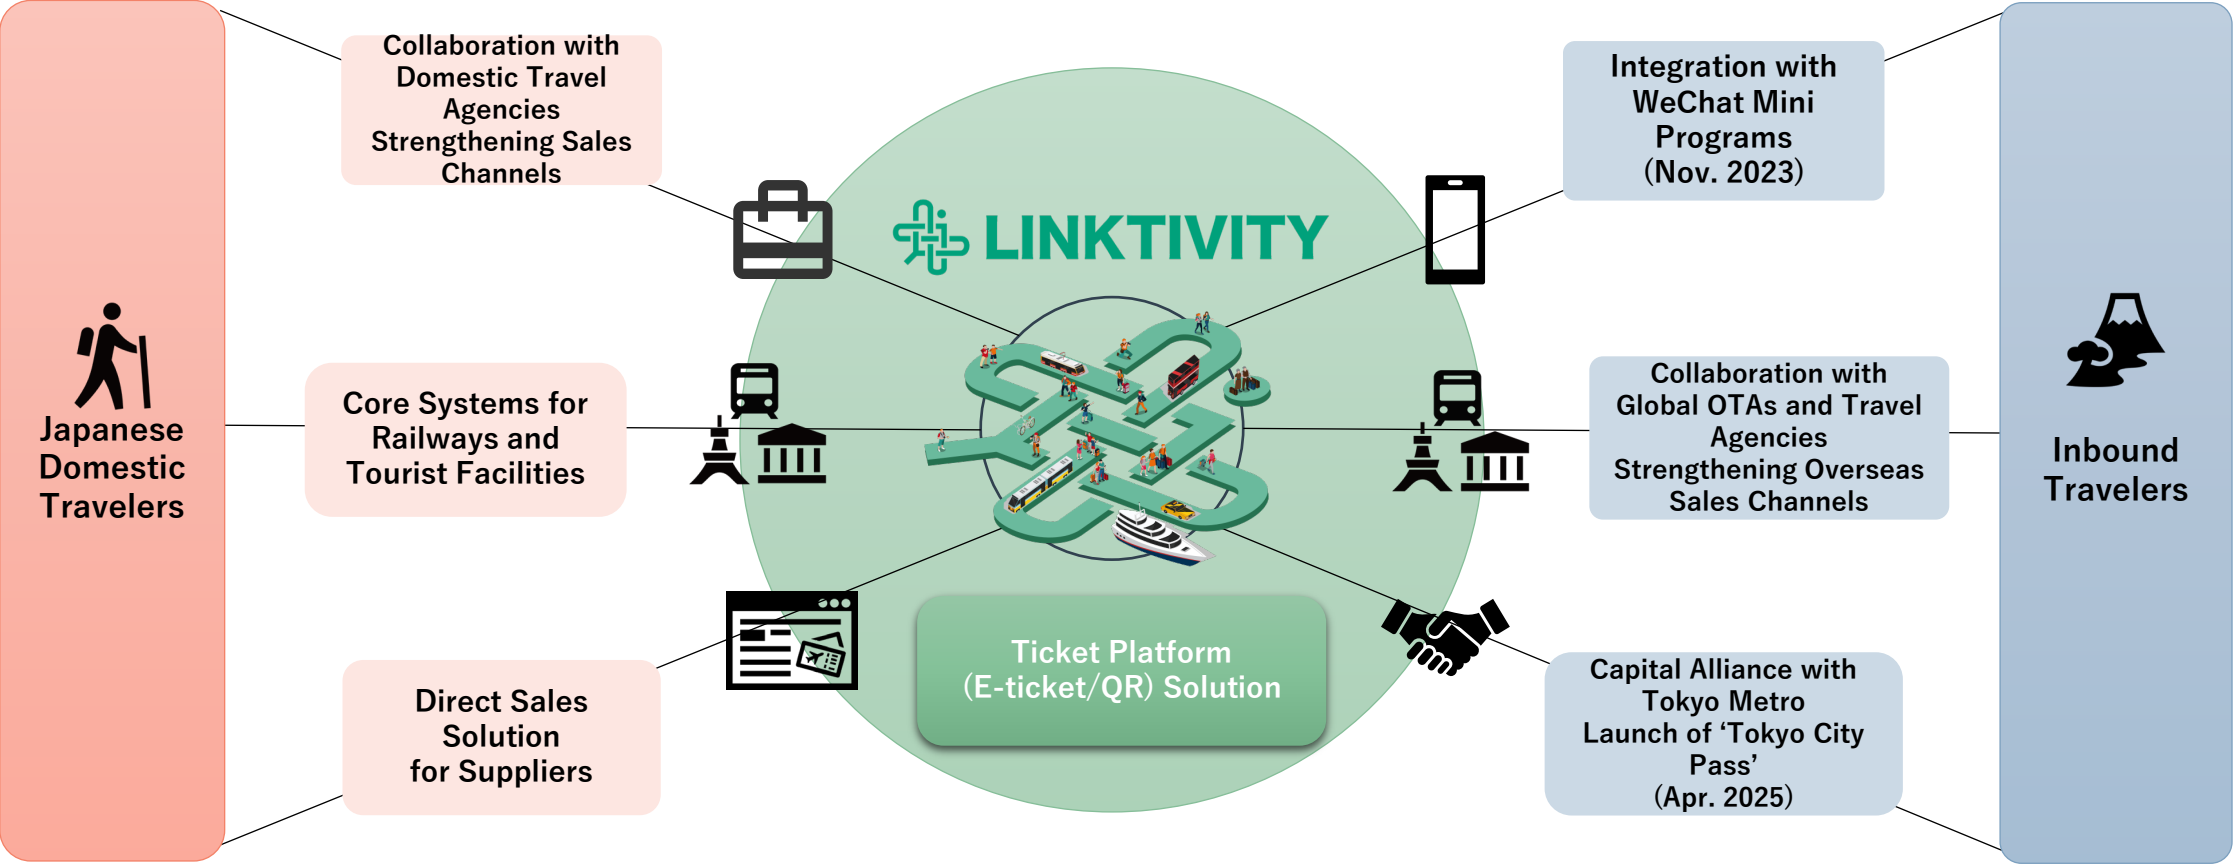 Japanese
Domestic
Travelers
Collaboration with
Domestic Travel
Agencies
Strengthening Sales
Channels
Core Systems for
Railways and
Tourist Facilities
Direct Sales
Solution
for Suppliers
LINKTIVITY
Ticket Platform
(E-ticket/QR) Solution
Integration with
WeChat Mini
Programs
(Nov. 2023)
Collaboration with
Global OTAs and Travel
Agencies
Strengthening Overseas
Sales Channels
Capital Alliance with
Tokyo Metro
Launch of ‘Tokyo City
Pass’
(Apr. 2025)
Inbound
Travelers